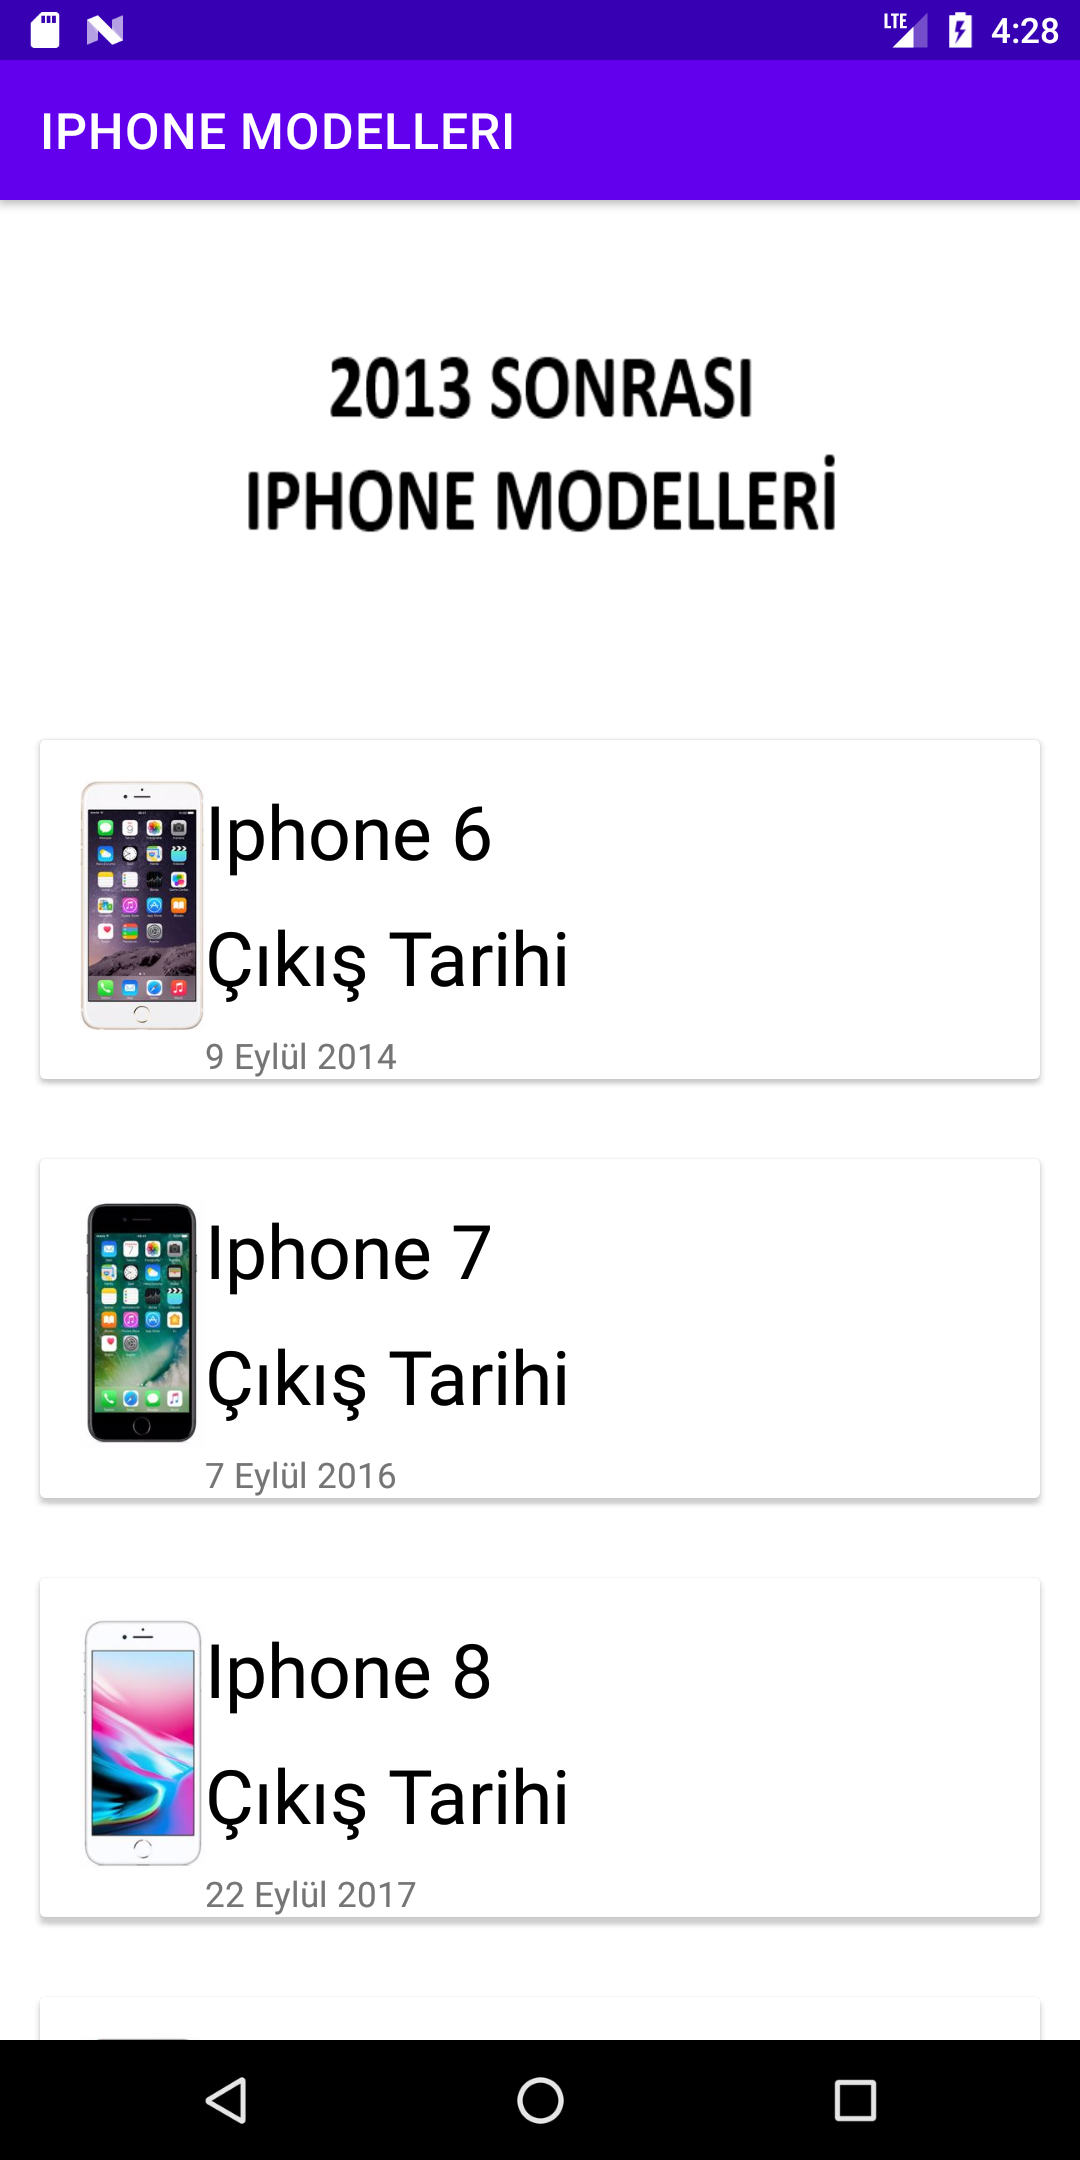 LTE 4:28
IPHONE MODELLERI
2013 SONRASI
IPHONE MODELLERİ
Iphone 6
Çıkış Tarihi
9 Eylül 2014
Iphone 7
Çıkış Tarihi
7 Eylül 2016
Iphone 8
Çıkış Tarihi
22 Eylül 2017